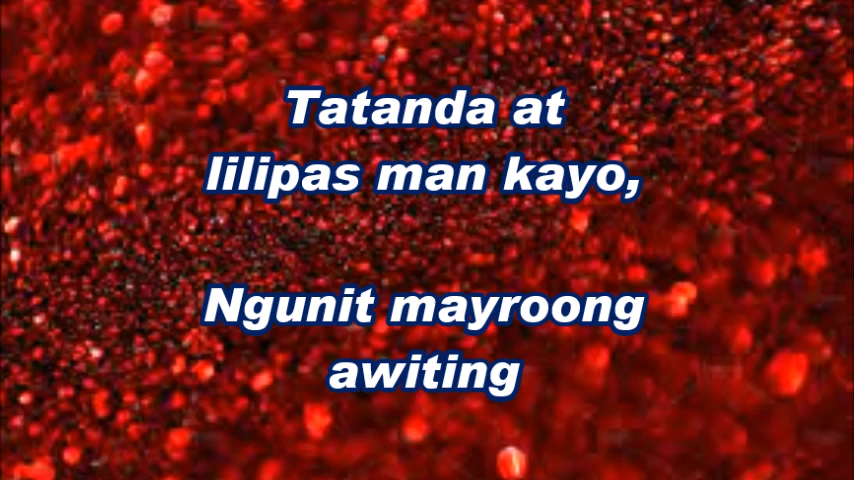 Tatanda at
lilipas man kayo,
Ngunit mayroong
awiting